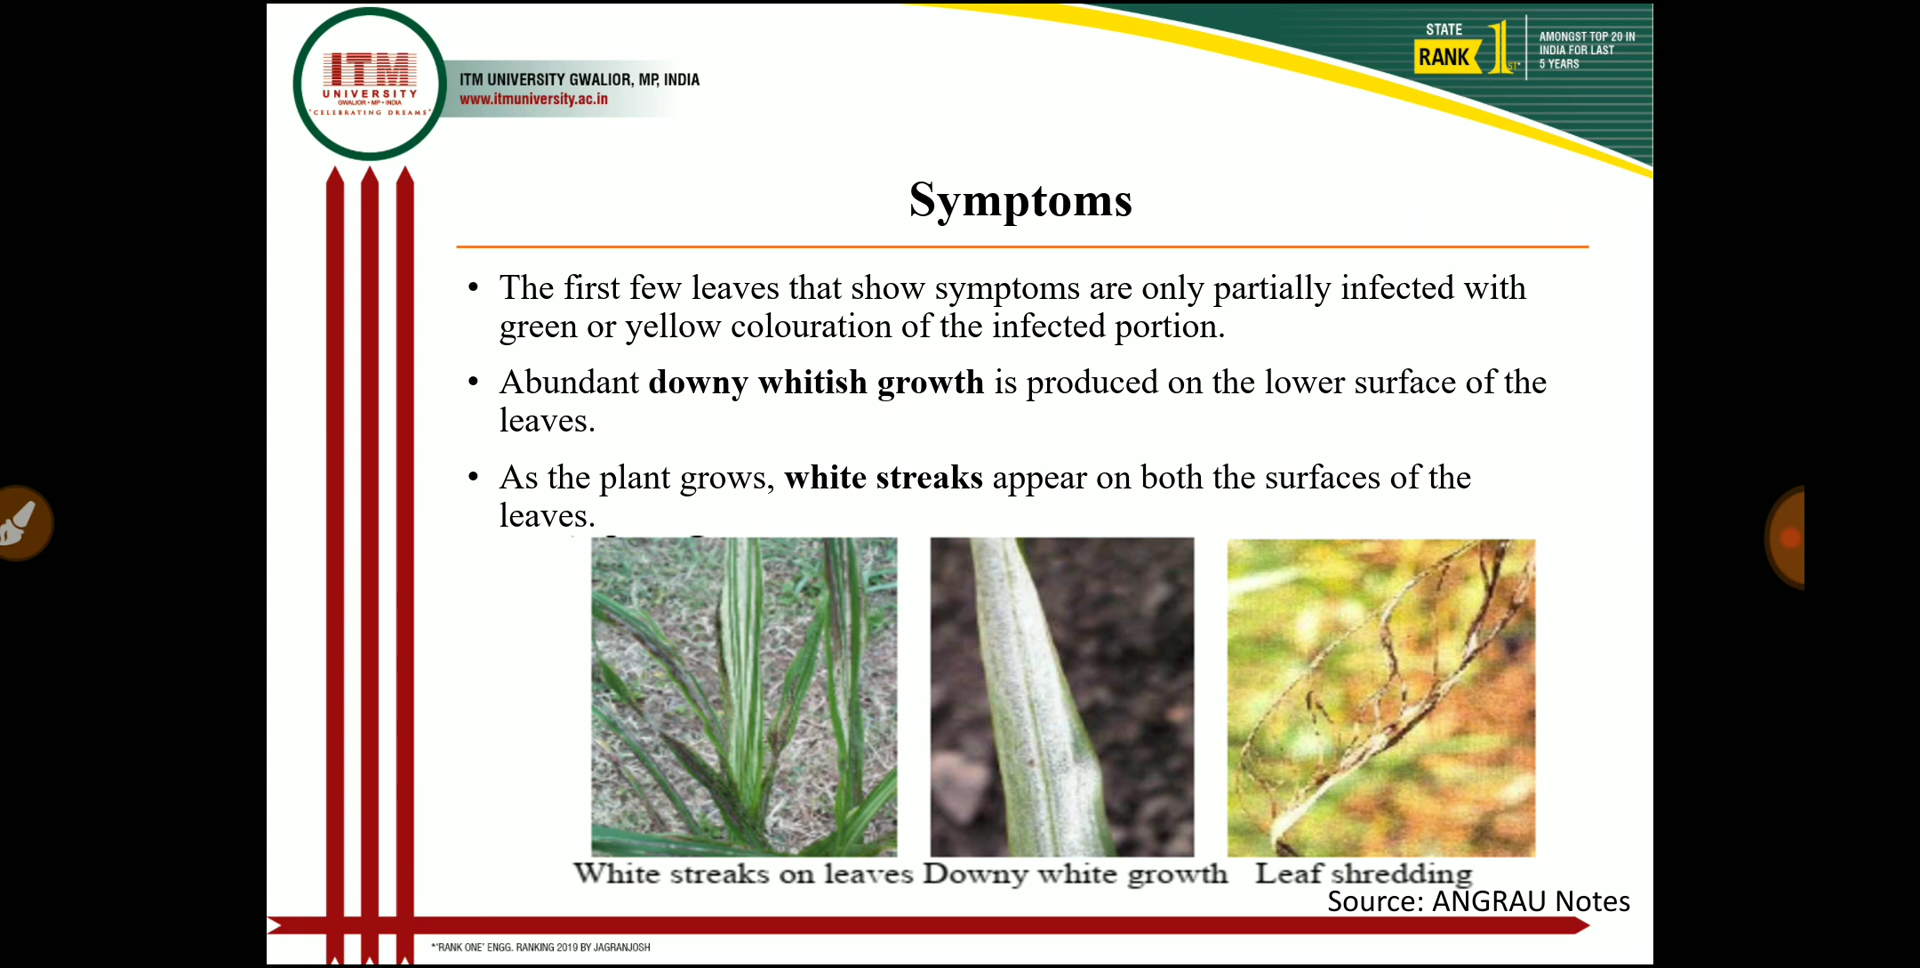 ITM
UNIVERSITY
GWALIOR • MP • INDIA
"CELEBRATING DREAMS"
ITM UNIVERSITY GWALIOR, MP, INDIA
www.itmuniversity.ac.in
STATE
RANK 1ST*
AMONGST TOP 20 IN
INDIA FOR LAST
5 YEARS
Symptoms
• The first few leaves that show symptoms are only partially infected with
green or yellow colouration of the infected portion.
• Abundant downy whitish growth is produced on the lower surface of the
leaves.
• As the plant grows, white streaks appear on both the surfaces of the
leaves.
White streaks on leaves Downy white growth Leaf shredding
Source: ANGRAU Notes
*'RANK ONE' ENGG. RANKING 2019 BY JAGRANJOSH